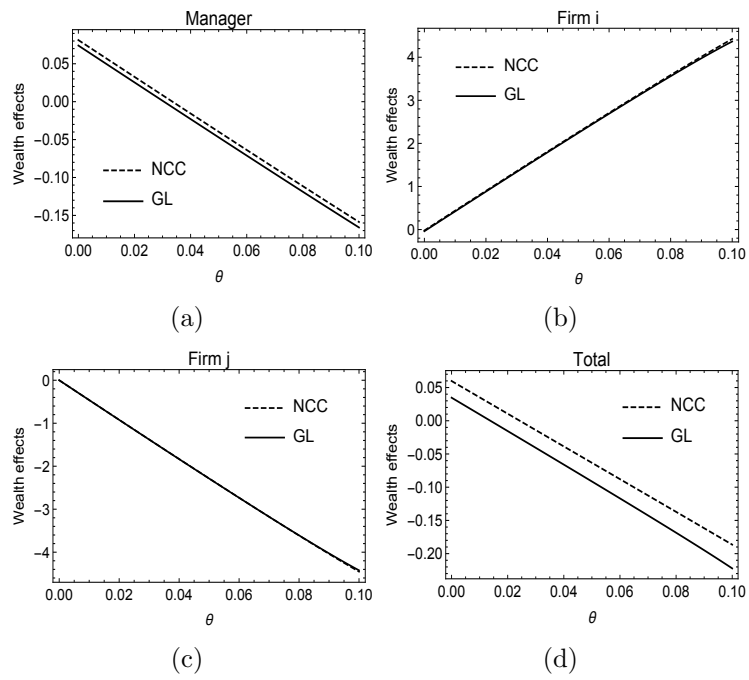 Manager
Wealth effects
0.05
0.00
-0.05
-0.10
-0.15
NCC
GL
0.00 0.02 0.04 0.06 0.08 0.10
θ
(a)
Firm i
Wealth effects
4
3
2
1
0
NCC
GL
0.00 0.02 0.04 0.06 0.08 0.10
θ
(b)
Firm j
Wealth effects
0
-1
-2
-3
-4
NCC
GL
0.00 0.02 0.04 0.06 0.08 0.10
θ
(c)
Total
Wealth effects
0.05
0.00
-0.05
-0.10
-0.15
-0.20
NCC
GL
0.00 0.02 0.04 0.06 0.08 0.10
θ
(d)